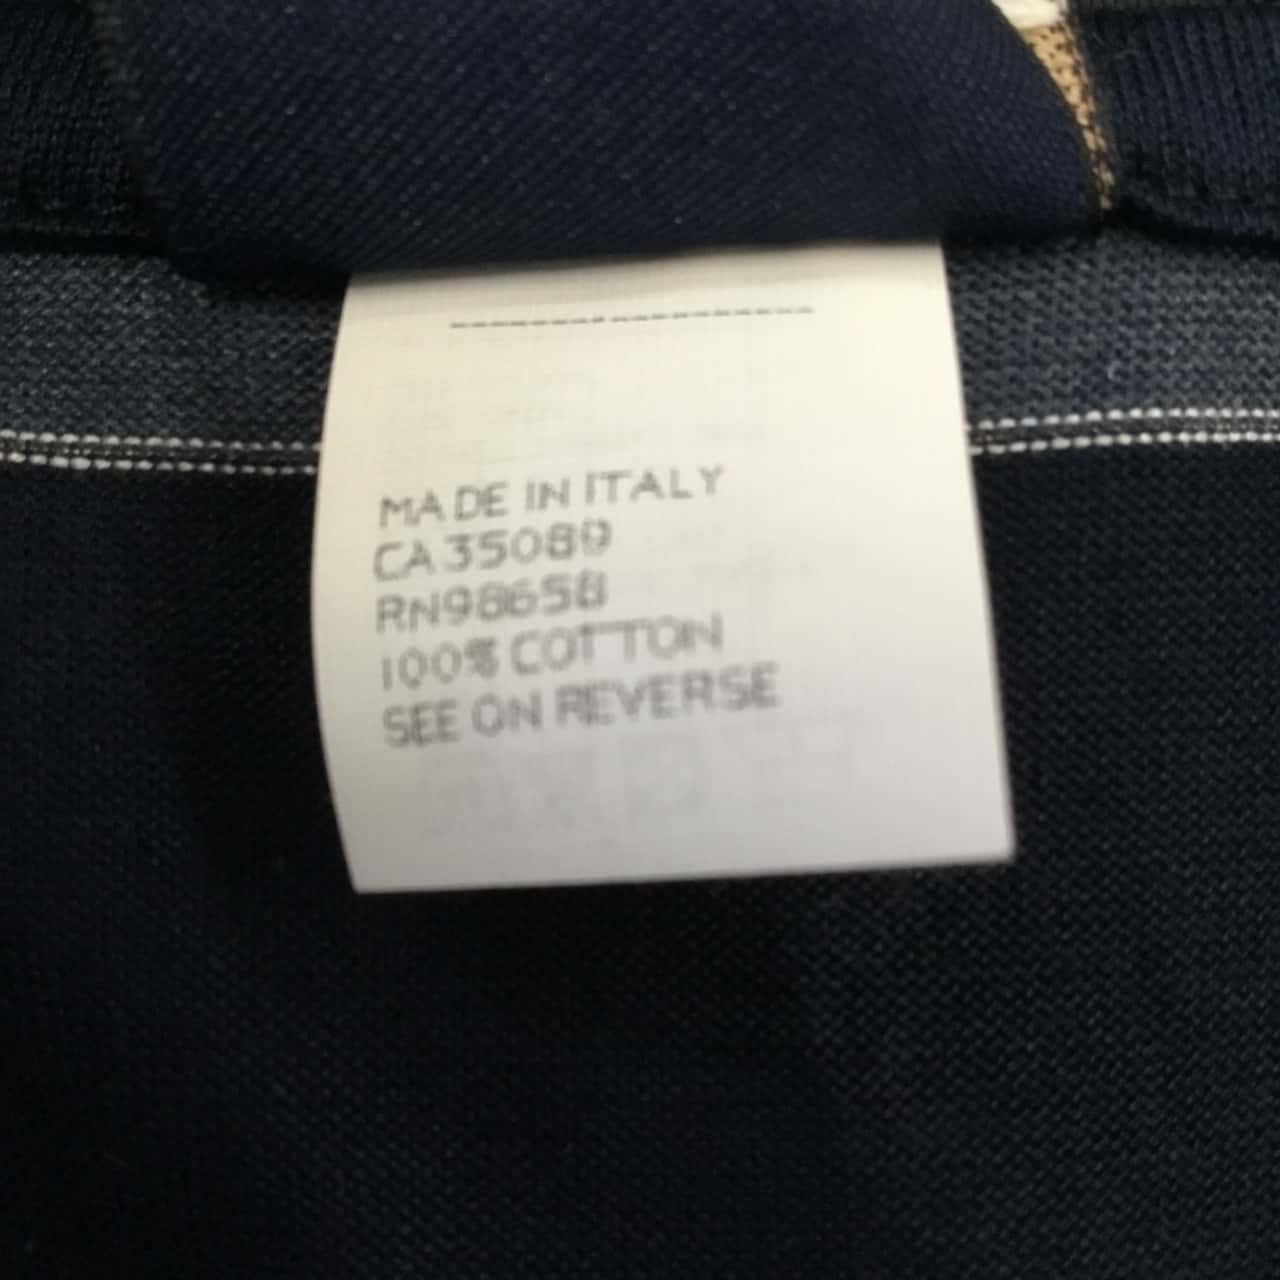 MADE IN ITALY
CA35089
RN98658
100% COTTON
SEE ON REVERSE